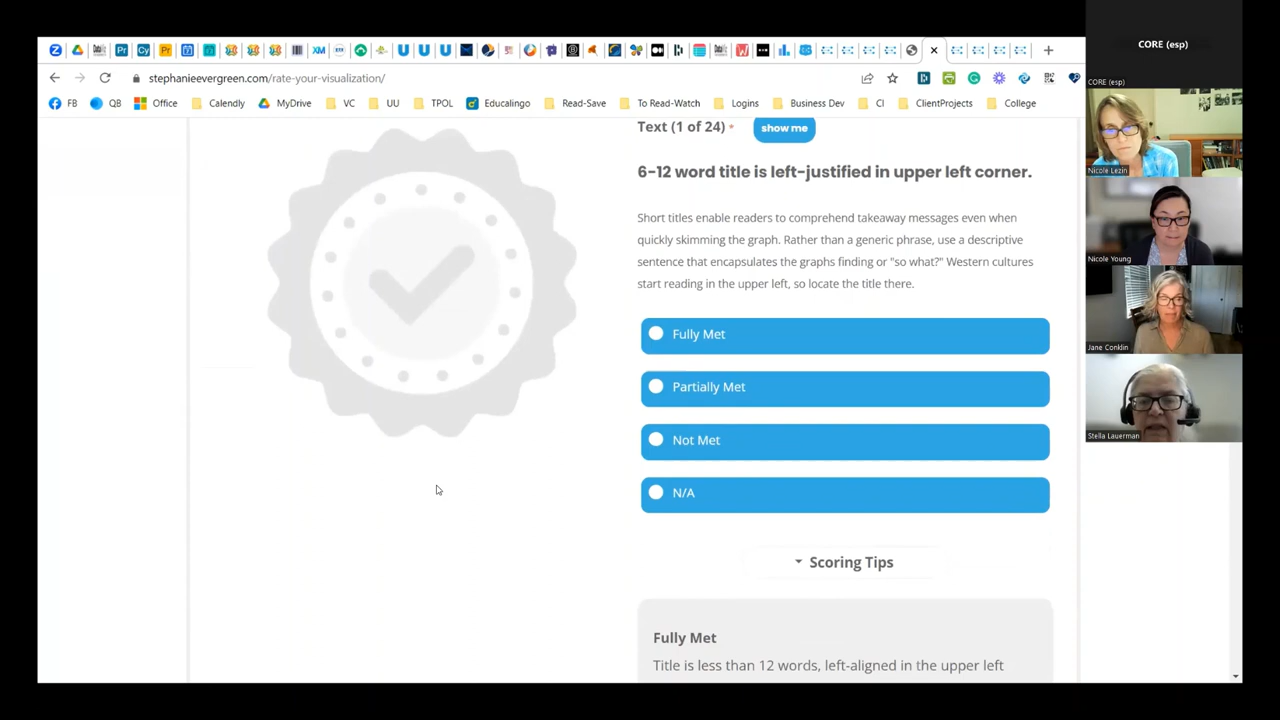 stephanieevergreen.com/rate-your-visualization/
FB
QB
Office
Calendly
MyDrive
VC
UU
TPOL
Educalingo
Read-Save
To Read-Watch
Logins
Business Dev
CI
ClientProjects
College
Text (1 of 24) *
show me
6-12 word title is left-justified in upper left corner.
Short titles enable readers to comprehend takeaway messages even when
quickly skimming the graph. Rather than a generic phrase, use a descriptive
sentence that encapsulates the graphs finding or "so what?" Western cultures
start reading in the upper left, so locate the title there.
Fully Met
Partially Met
Not Met
N/A
Scoring Tips
Fully Met
Title is less than 12 words, left-aligned in the upper left
CORE (esp)
CORE (esp)
Nicole Lezin
Nicole Young
Jane Conklin
Stella Lauerman